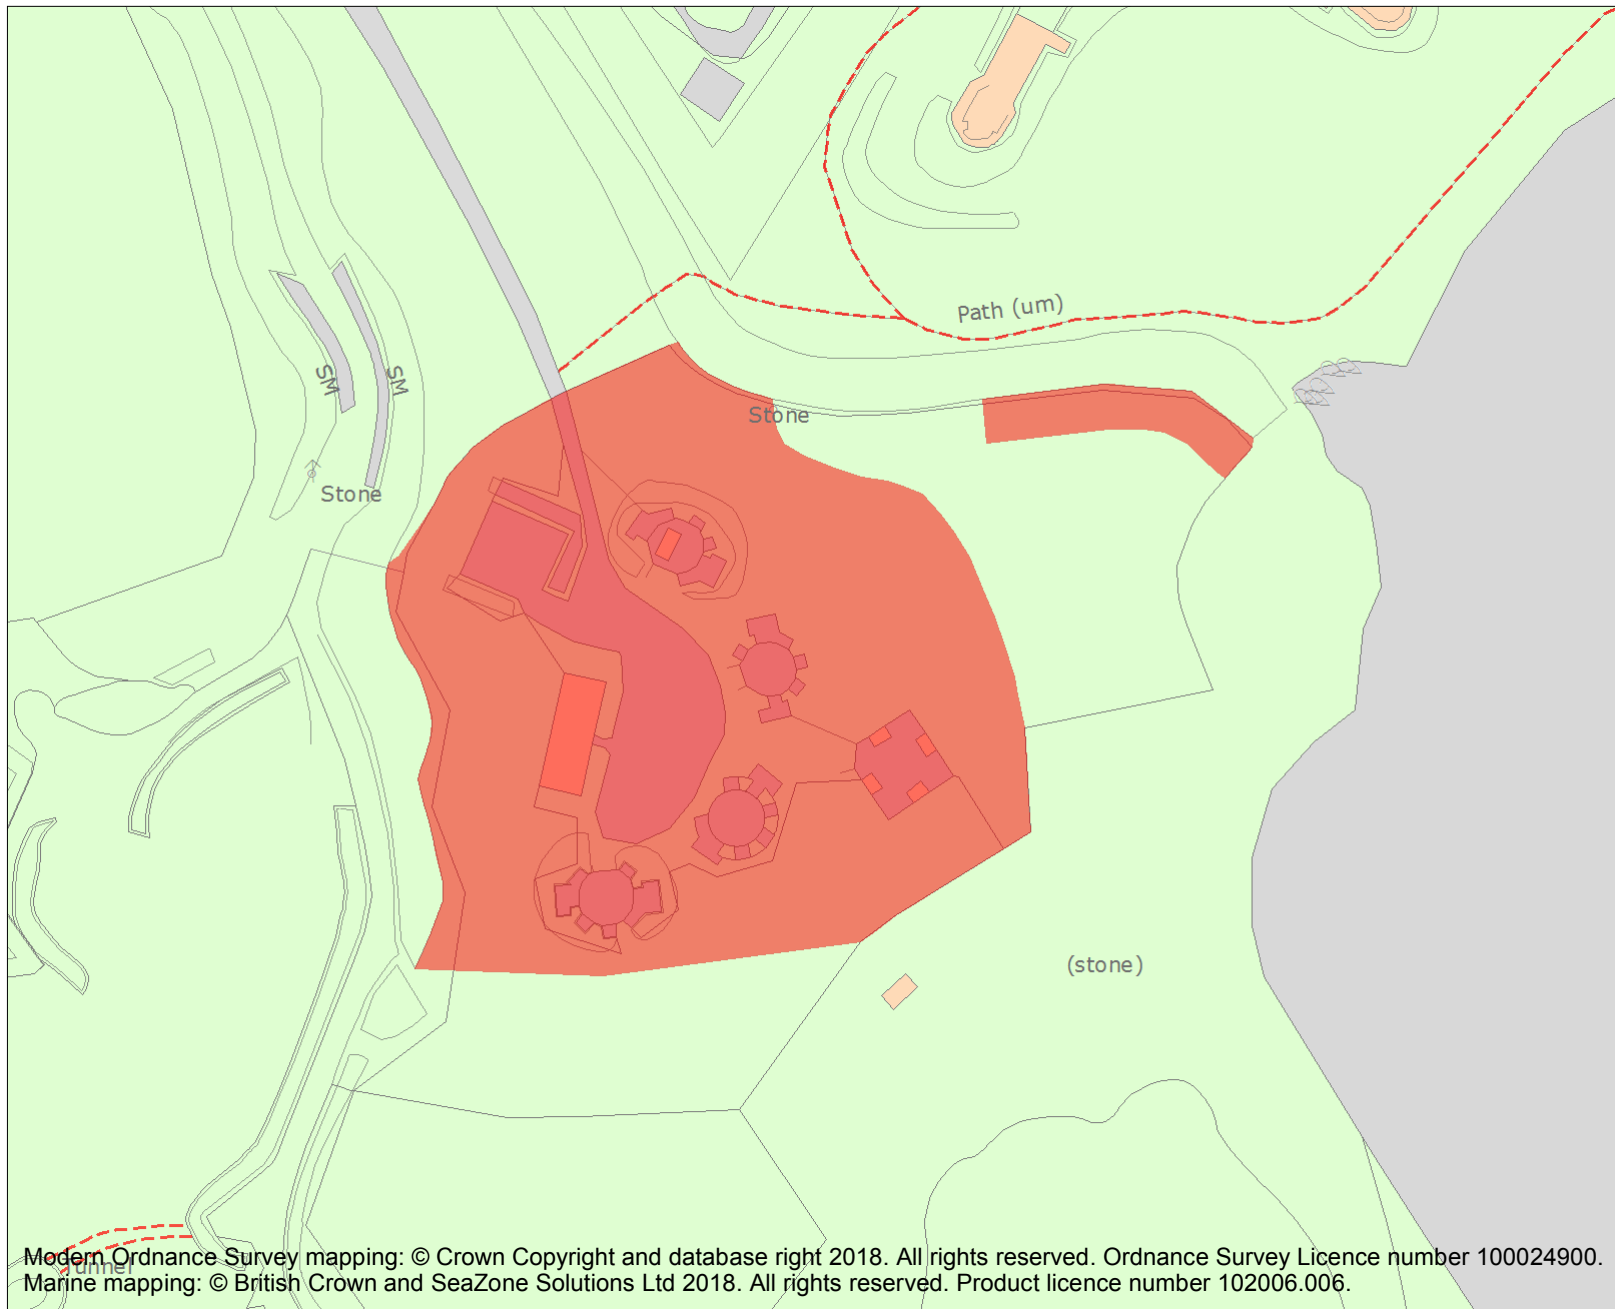 Path (um)
SM
SM
Stone
Stone
(stone)
Tunnel
Modern Ordnance Survey mapping: © Crown Copyright and database right 2018. All rights reserved. Ordnance Survey Licence number 100024900.
Marine mapping: © British Crown and SeaZone Solutions Ltd 2018. All rights reserved. Product licence number 102006.006.